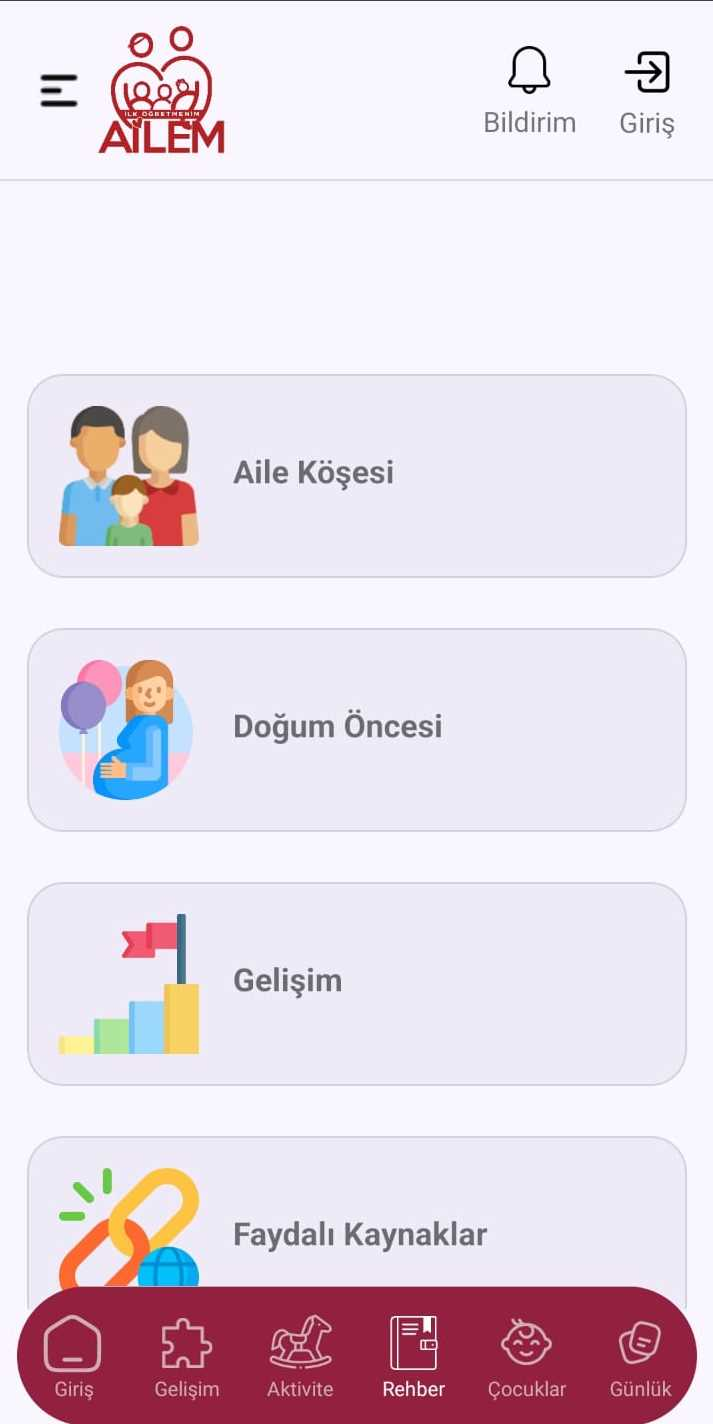 İLK ÖĞRETMENİM
AİLEM
Bildirim
Giriş
Aile Köşesi
Doğum Öncesi
Gelişim
Faydalı Kaynaklar
Giriş
Gelişim
Aktivite
Rehber
Çocuklar
Günlük